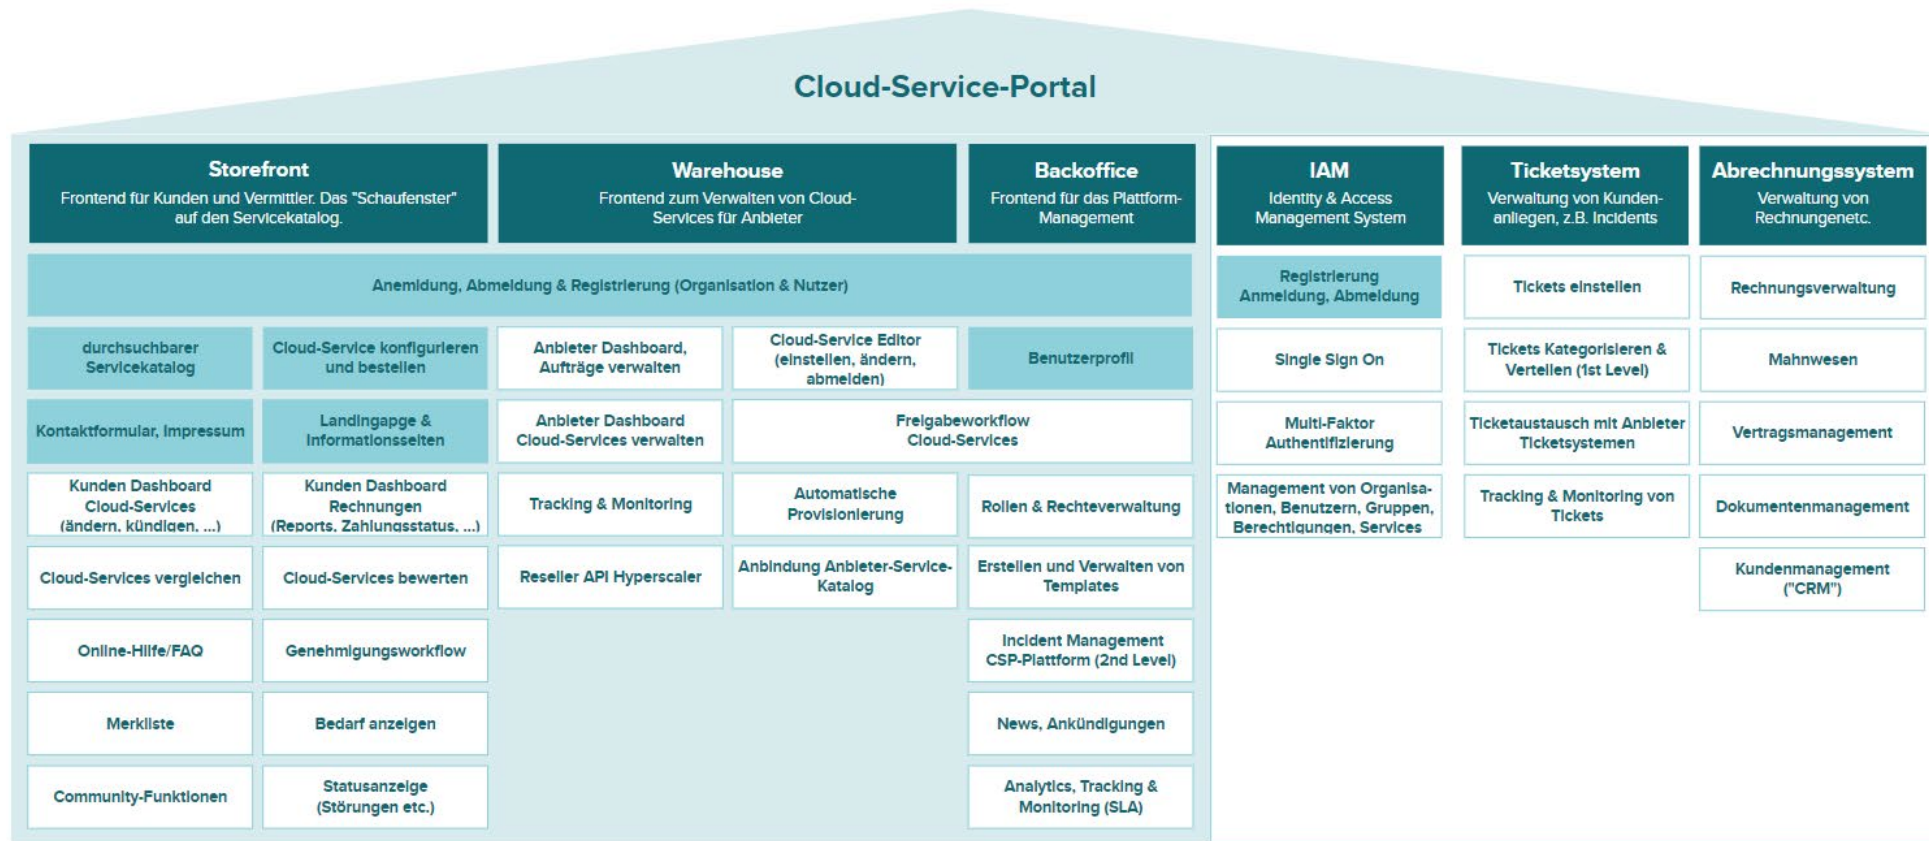 Cloud-Service-Portal
Storefront
Frontend für Kunden und Vermittler. Das "Schaufenster"
auf den Servicekatalog.
Warehouse
Frontend zum Verwalten von Cloud-
Services für Anbieter
Backoffice
Frontend für das Plattform-
Management
IAM
Identity & Access
Management System
Ticketsystem
Verwaltung von Kunden-
anliegen, z.B. Incidents
Abrechnungssystem
Verwaltung von
Rechnungenetc.
Anemldung, Abmeldung & Registrierung (Organisation & Nutzer)
Registrierung
Anmeldung, Abmeldung
Tickets einstellen
Rechnungsverwaltung
durchsuchbarer
Servicekatalog
Cloud-Service konfigurieren
und bestellen
Anbieter Dashboard,
Aufträge verwalten
Cloud-Service Editor
(einstellen, ändern,
abmelden)
Benutzerprofil
Single Sign On
Tickets Kategorisieren &
Verteilen (1st Level)
Mahnwesen
Kontaktformular, Impressum
Landingapge &
Informationsseiten
Anbieter Dashboard
Cloud-Services verwalten
Freigabeworkflow
Cloud-Services
Multi-Faktor
Authentifizierung
Ticketaustausch mit Anbieter
Ticketsystemen
Vertragsmanagement
Kunden Dashboard
Cloud-Services
(ändern, kündigen, ...)
Kunden Dashboard
Rechnungen
(Reports, Zahlungsstatus, ...)
Tracking & Monitoring
Automatische
Provisionierung
Rollen & Rechteverwaltung
Management von Organisa-
tionen, Benutzern, Gruppen,
Berechtigungen, Services
Tracking & Monitoring von
Tickets
Dokumentenmanagement
Cloud-Services vergleichen
Cloud-Services bewerten
Reseller API Hyperscaler
Anbindung Anbieter-Service-
Katalog
Erstellen und Verwalten von
Templates
Kundenmanagement
("CRM")
Online-Hilfe/FAQ
Genehmigungsworkflow
Incident Management
CSP-Plattform (2nd Level)
Merkliste
Bedarf anzeigen
News, Ankündigungen
Community-Funktionen
Statusanzeige
(Störungen etc.)
Analytics, Tracking &
Monitoring (SLA)